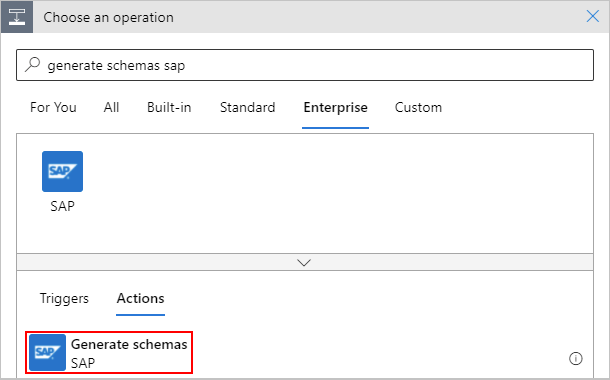 Choose an operation
generate schemas sap
For You All Built-in Standard Enterprise Custom
SAP
SAP
Triggers Actions
SAP
Generate schemas
SAP